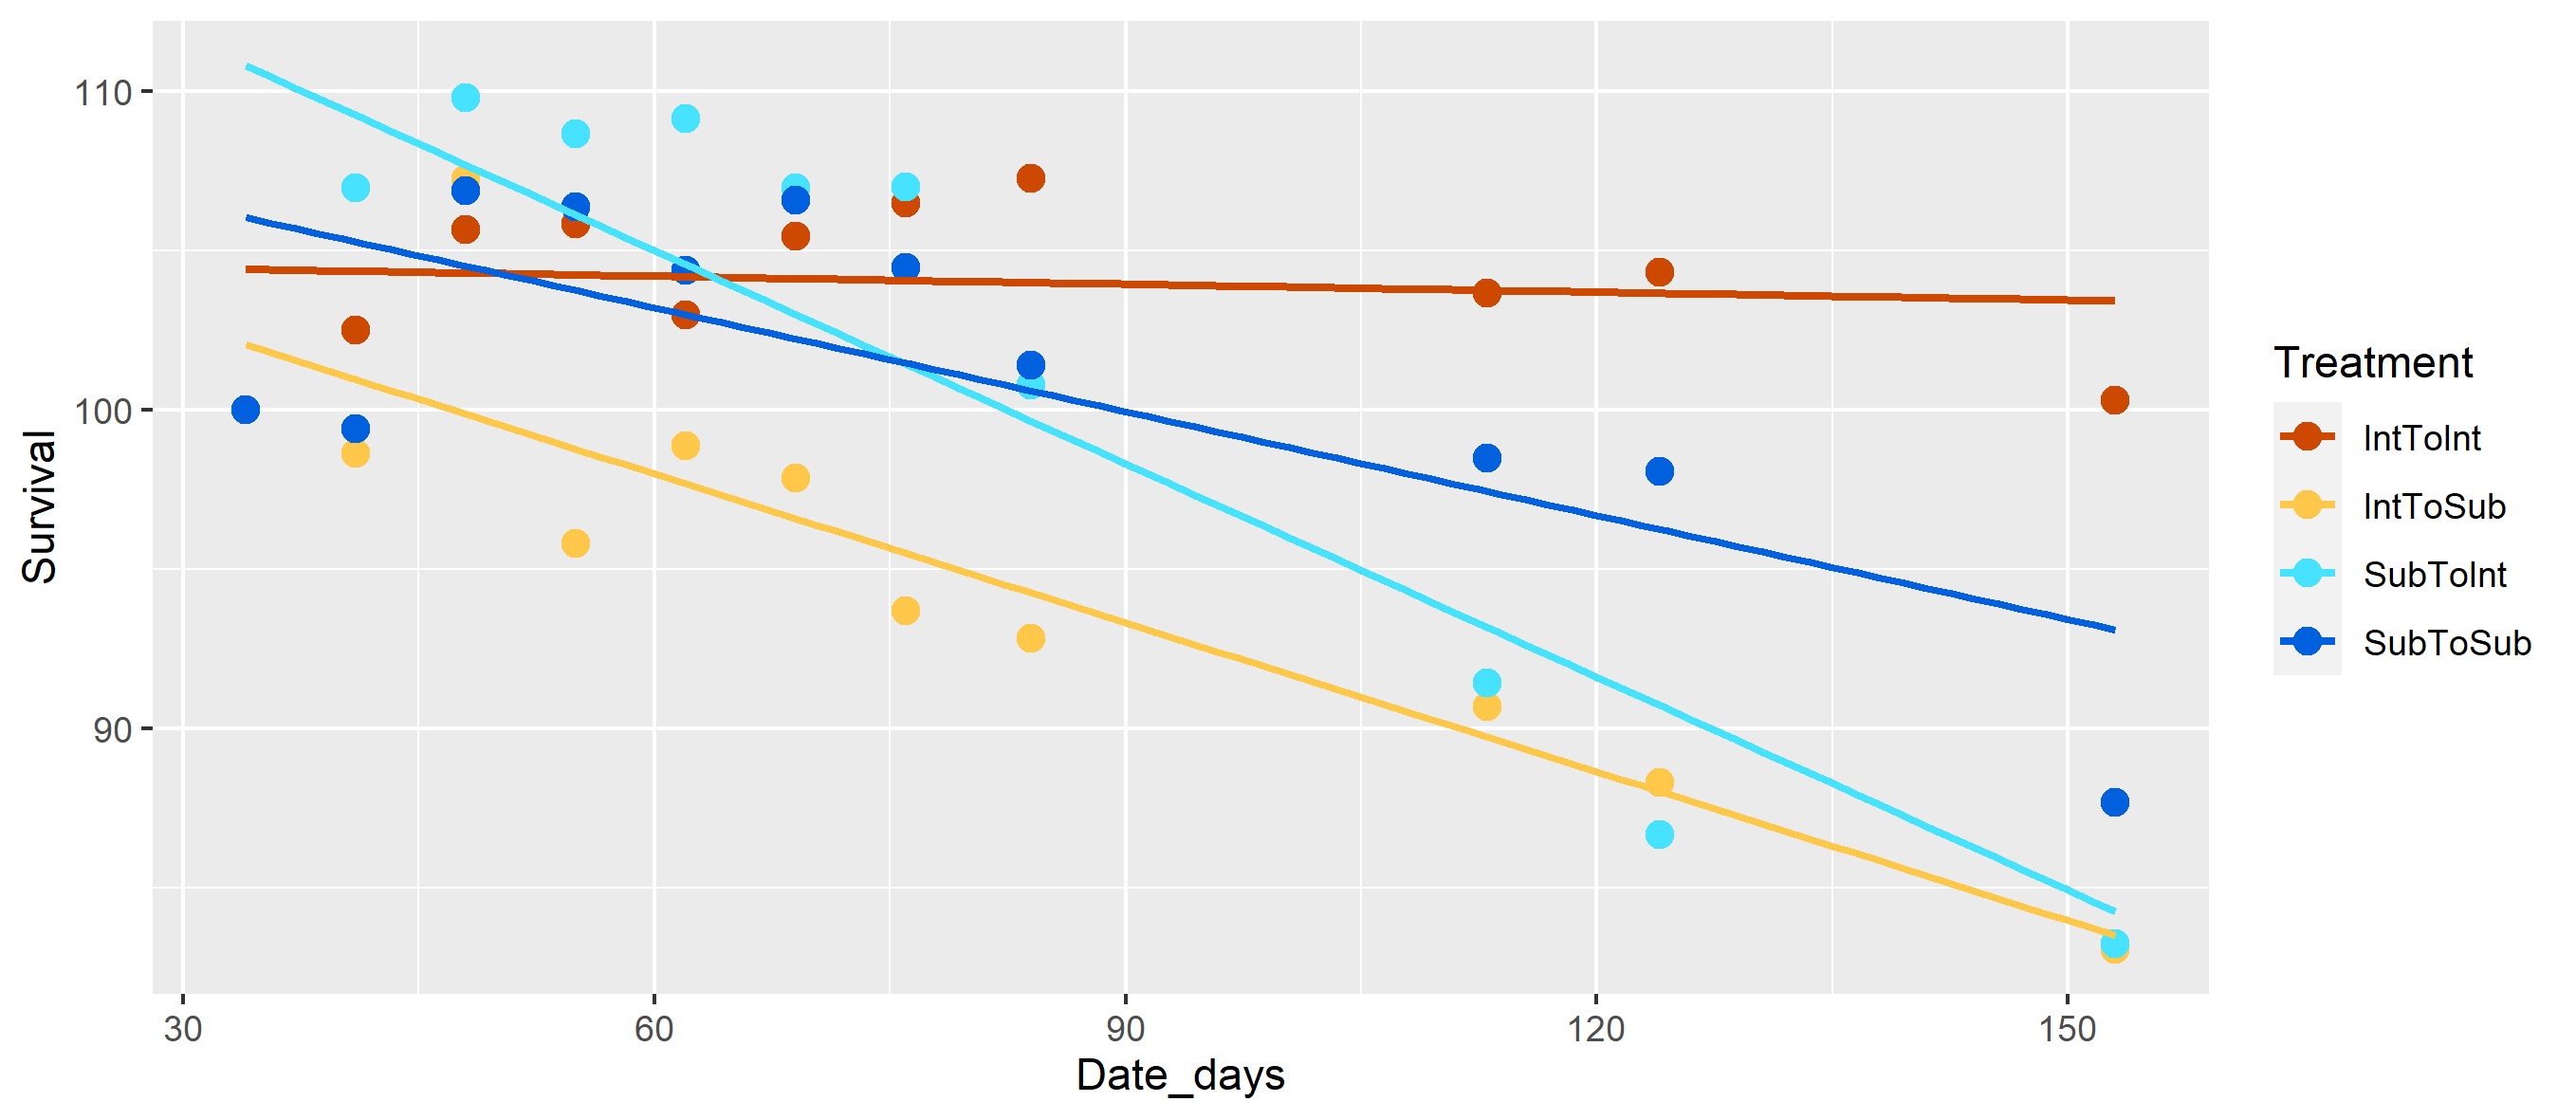 110
100
90
Survival
30 60 90 120 150
Date_days
Treatment
IntToInt
IntToSub
SubToInt
SubToSub